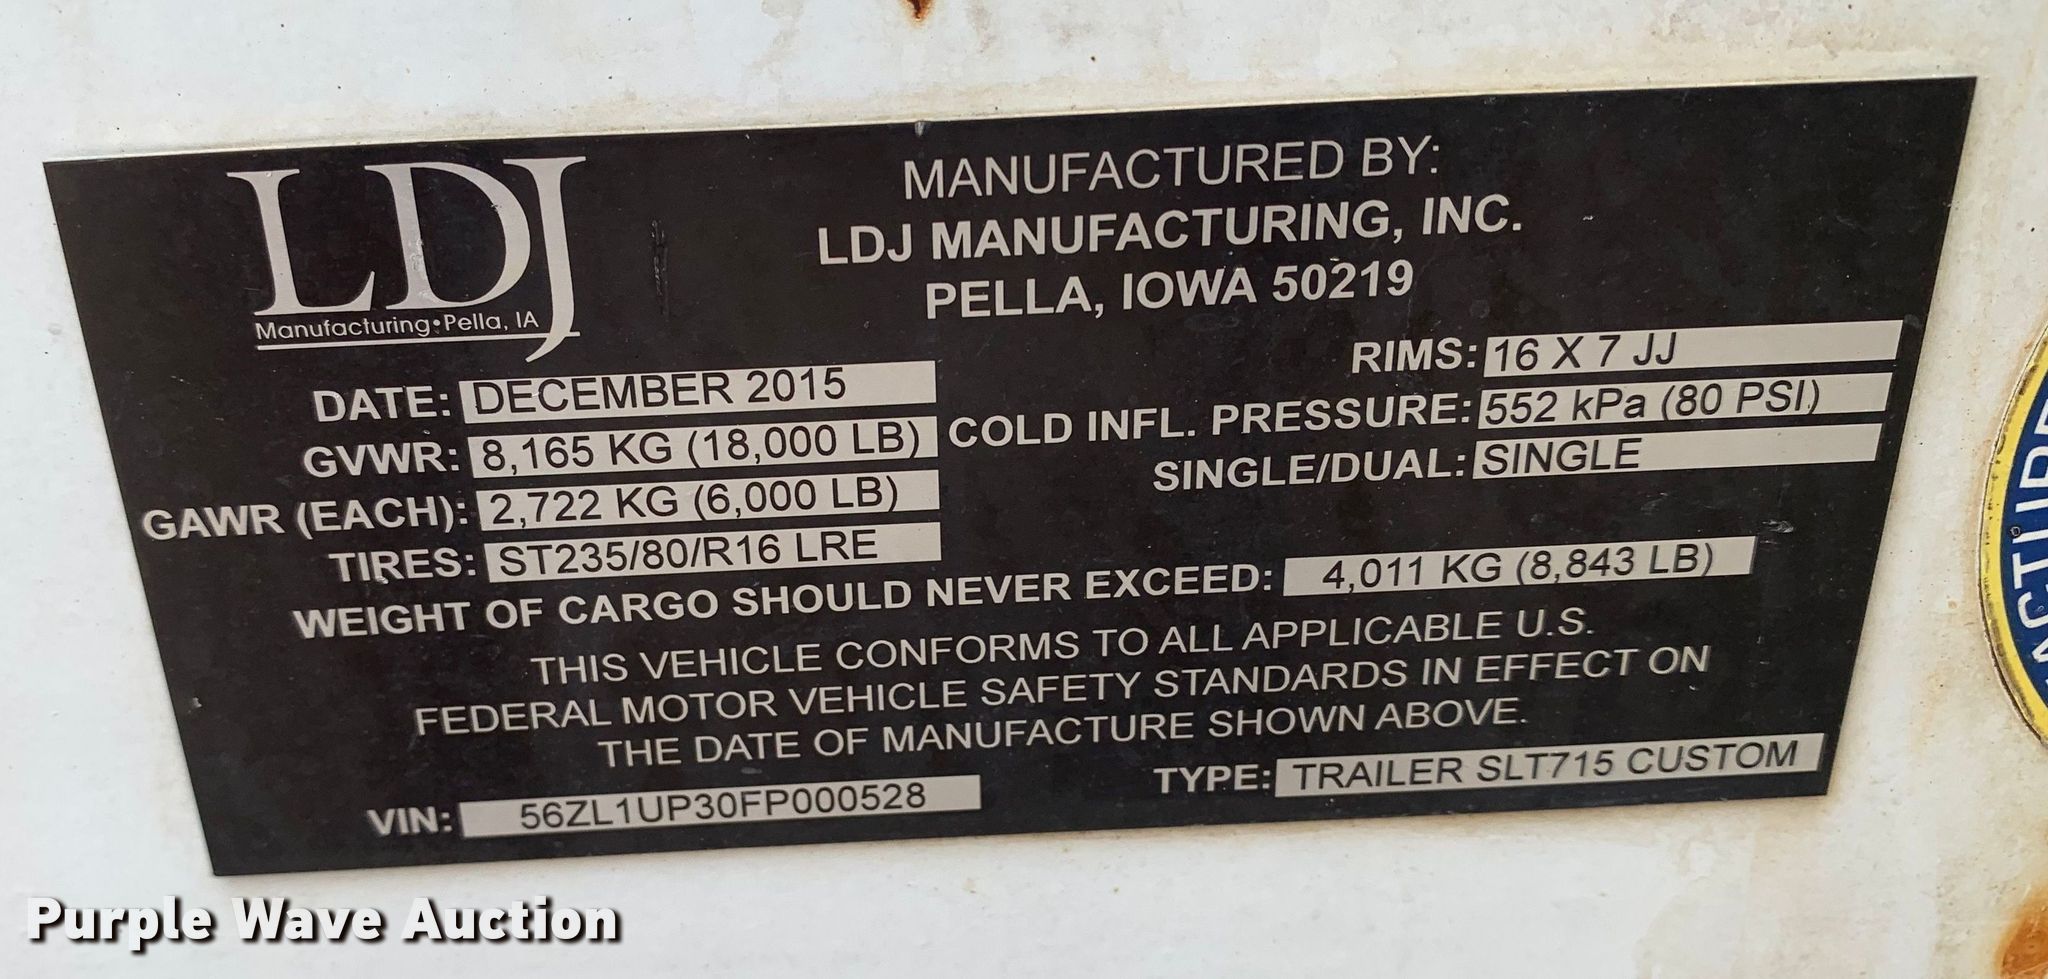 LDJ
Manufacturing • Pella, IA
MANUFACTURED BY:
LDJ MANUFACTURING, INC.
PELLA, IOWA 50219
DATE: DECEMBER 2015
GVWR: 8,165 KG (18,000 LB)
GAWR (EACH): 2,722 KG (6,000 LB)
TIRES: ST235/80/R16 LRE
RIMS: 16 X 7 JJ
COLD INFL. PRESSURE: 552 kPa (80 PSI.)
SINGLE/DUAL: SINGLE
WEIGHT OF CARGO SHOULD NEVER EXCEED: 4,011 KG (8,843 LB)
THIS VEHICLE CONFORMS TO ALL APPLICABLE U.S.
FEDERAL MOTOR VEHICLE SAFETY STANDARDS IN EFFECT ON
THE DATE OF MANUFACTURE SHOWN ABOVE.
VIN: 56ZL1UP30FP000528
TYPE: TRAILER SLT715 CUSTOM
Purple Wave Auction